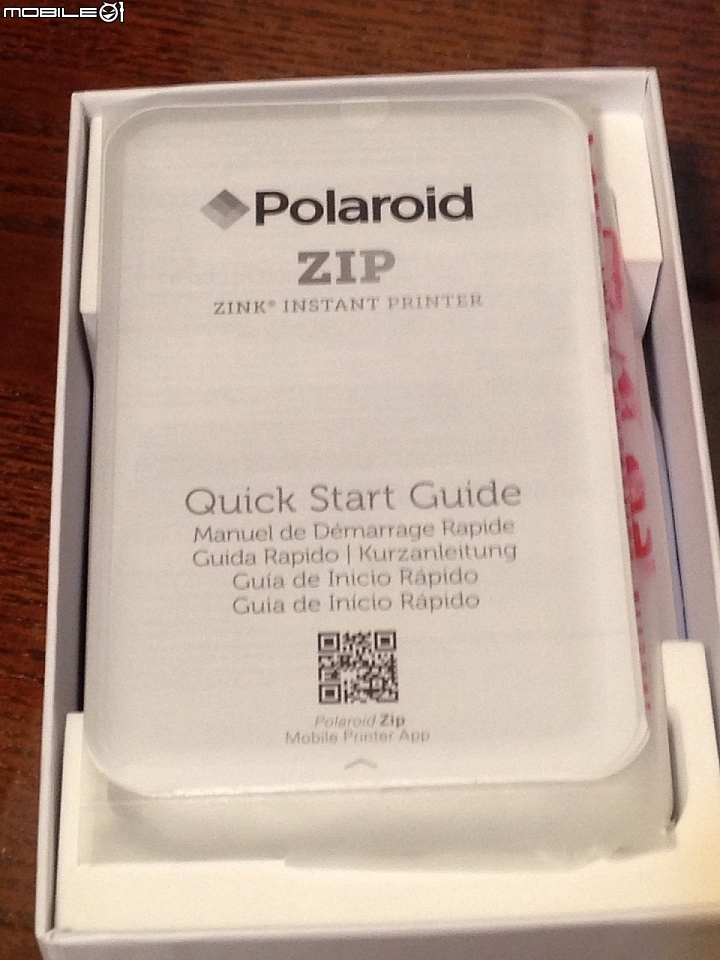 MOBILE01
Polaroid
ZIP
ZINK® INSTANT PRINTER
Quick Start Guide
Manuel de Démarrage Rapide
Guida Rapido | Kurzanleitung
Guía de Inicio Rápido
Guia de Início Rápido
Polaroid Zip
Mobile Printer App